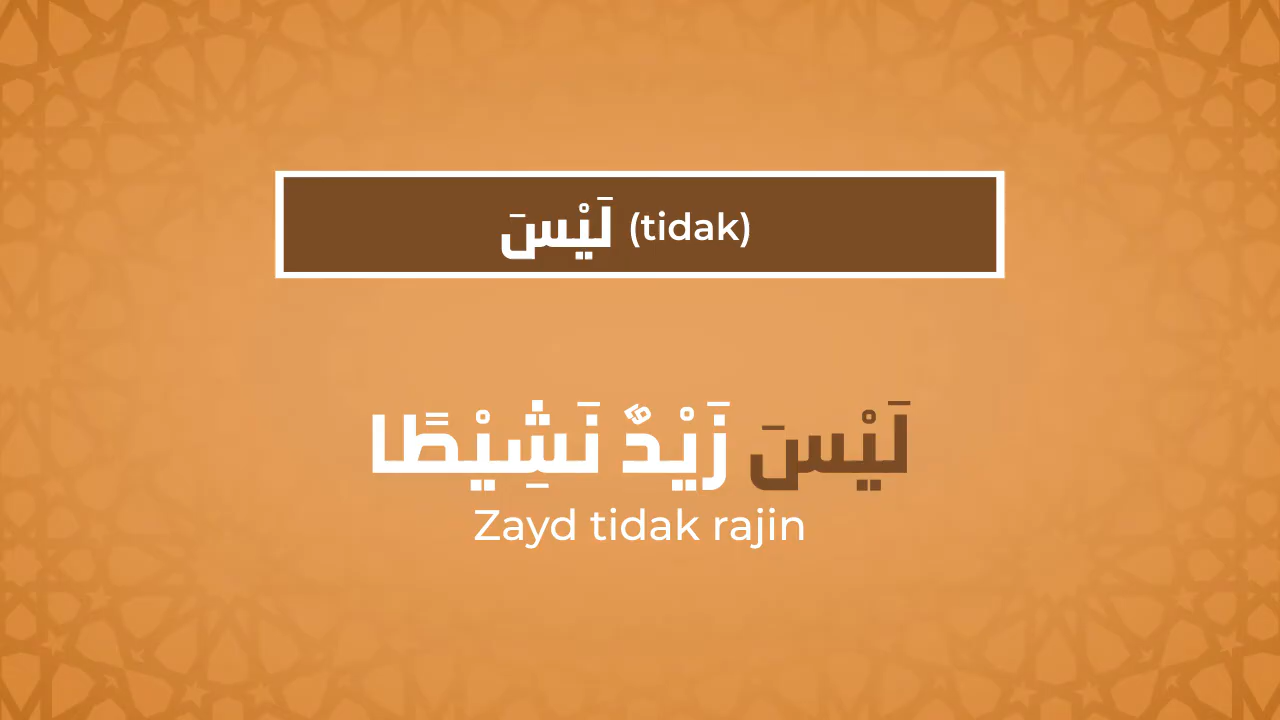 لَيْسَ (tidak)
لَيْسَ زَيْدٌ نَشِيْطًا
Zayd tidak rajin